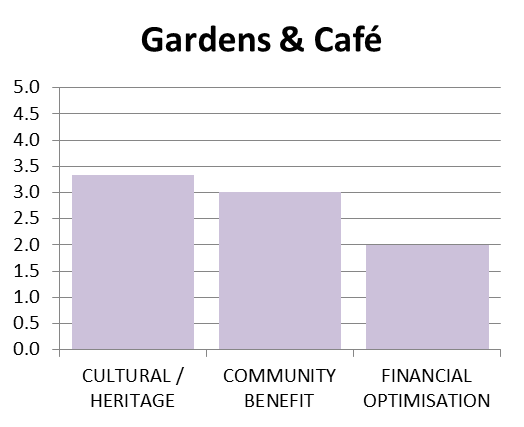 Gardens & Café
5.0
4.5
4.0
3.5
3.0
2.5
2.0
1.5
1.0
0.5
0.0
CULTURAL / HERITAGE
COMMUNITY BENEFIT
FINANCIAL OPTIMISATION